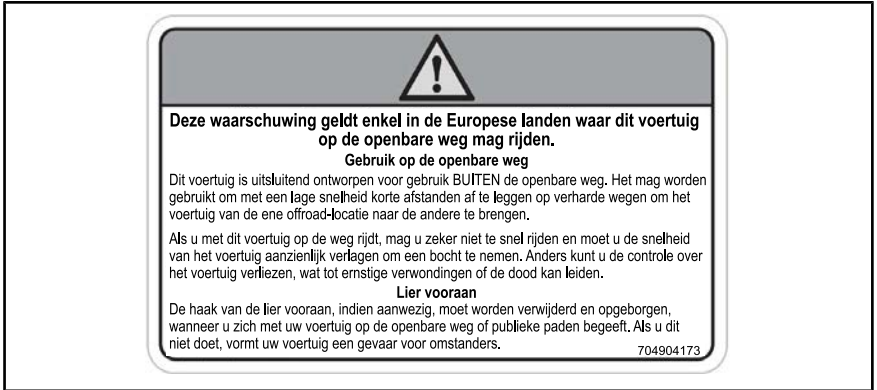 Deze waarschuwing geldt enkel in de Europese landen waar dit voertuig
op de openbare weg mag rijden.
Gebruik op de openbare weg
Dit voertuig is uitsluitend ontworpen voor gebruik BUITEN de openbare weg. Het mag worden
gebruikt om met een lage snelheid korte afstanden af te leggen op verharde wegen om het
voertuig van de ene offroad-locatie naar de andere te brengen.
Als u met dit voertuig op de weg rijdt, mag u zeker niet te snel rijden en moet u de snelheid
van het voertuig aanzienlijk verlagen om een bocht te nemen. Anders kunt u de controle over
het voertuig verliezen, wat tot ernstige verwondingen of de dood kan leiden.
Lier vooraan
De haak van de lier vooraan, indien aanwezig, moet worden verwijderd en opgeborgen,
wanneer u zich met uw voertuig op de openbare weg of publieke paden begeeft. Als u dit
niet doet, vormt uw voertuig een gevaar voor omstanders.
704904173